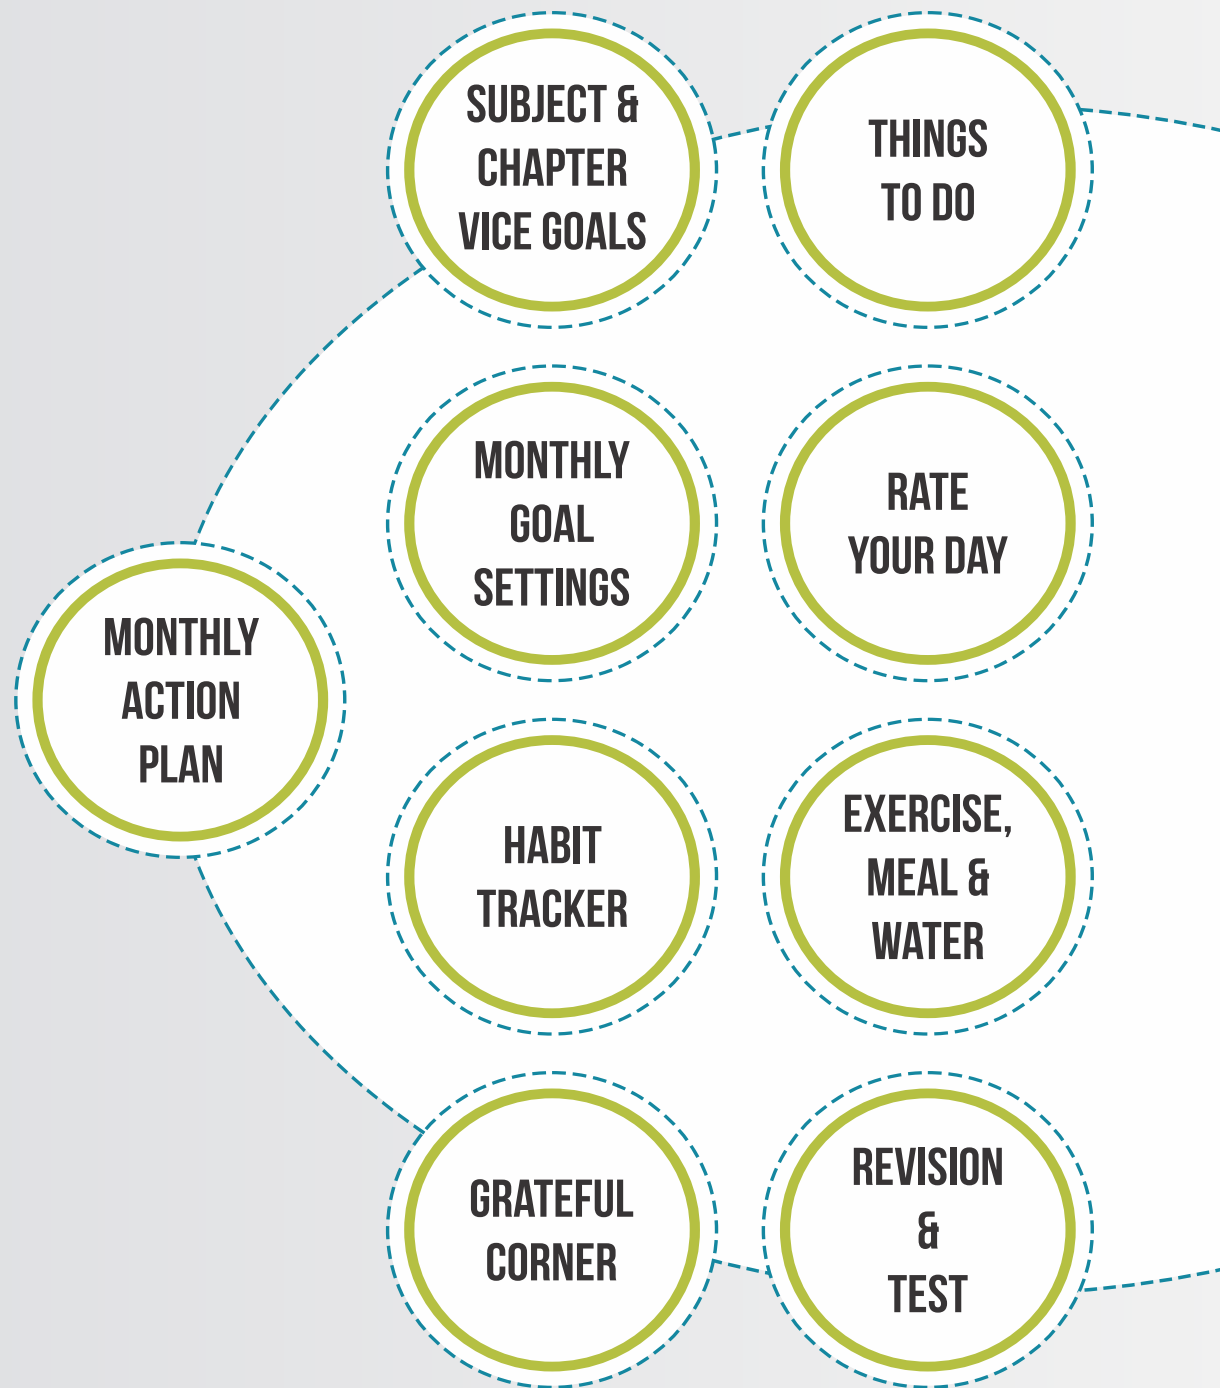 SUBJECT &
CHAPTER
VICE GOALS
THINGS
TO DO
MONTHLY
GOAL
SETTINGS
RATE
YOUR DAY
MONTHLY
ACTION
PLAN
HABIT
TRACKER
EXERCISE,
MEAL &
WATER
GRATEFUL
CORNER
REVISION
&
TEST